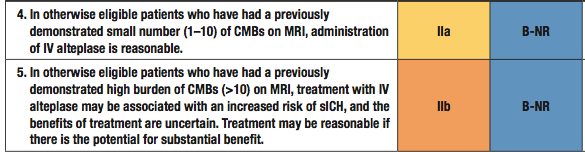 4. In otherwise eligible patients who have had a previously
demonstrated small number (1–10) of CMBs on MRI, administration
of IV alteplase is reasonable.
IIa
B-NR
5. In otherwise eligible patients who have had a previously
demonstrated high burden of CMBs (>10) on MRI, treatment with IV
alteplase may be associated with an increased risk of sICH, and the
benefits of treatment are uncertain. Treatment may be reasonable if
there is the potential for substantial benefit.
IIb
B-NR